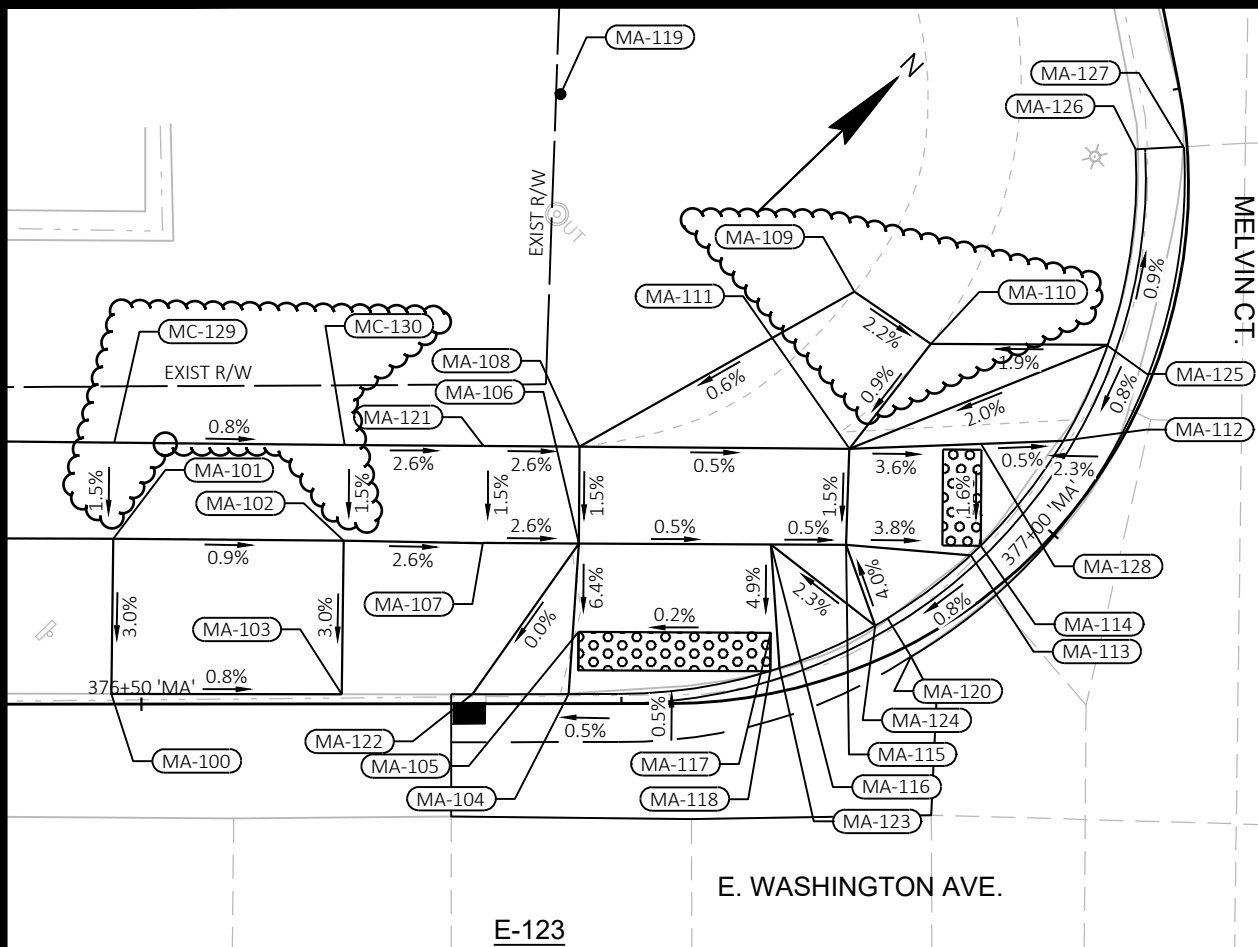 MA-119
N
MA-127
MA-126
MELVIN CT.
EXIST R/W
UT
MA-109
MA-110
MA-111
2.2%
0.9%
MC-129
MC-130
EXIST R/W
MA-108
MA-106
MA-121
0.6%
0.9%
1.9%
2.0%
0.8%
MA-125
MA-112
0.8%
2.6%
2.6%
0.5%
3.6%
0.5%
2.3%
MA-101
MA-102
1.5%
1.5%
1.5%
1.5%
1.5%
1.6%
377+00 'MA'
0.9%
2.6%
2.6%
0.5%
0.5%
3.8%
MA-128
MA-107
3.0%
3.0%
MA-103
0.0%
6.4%
4.9%
2.3%
4.0%
0.8%
MA-114
MA-113
0.2%
376+50 'MA'
0.8%
MA-120
MA-124
MA-122
0.5%
0.5%
MA-100
MA-105
MA-117
MA-115
MA-104
MA-118
MA-116
MA-123
E. WASHINGTON AVE.
E-123